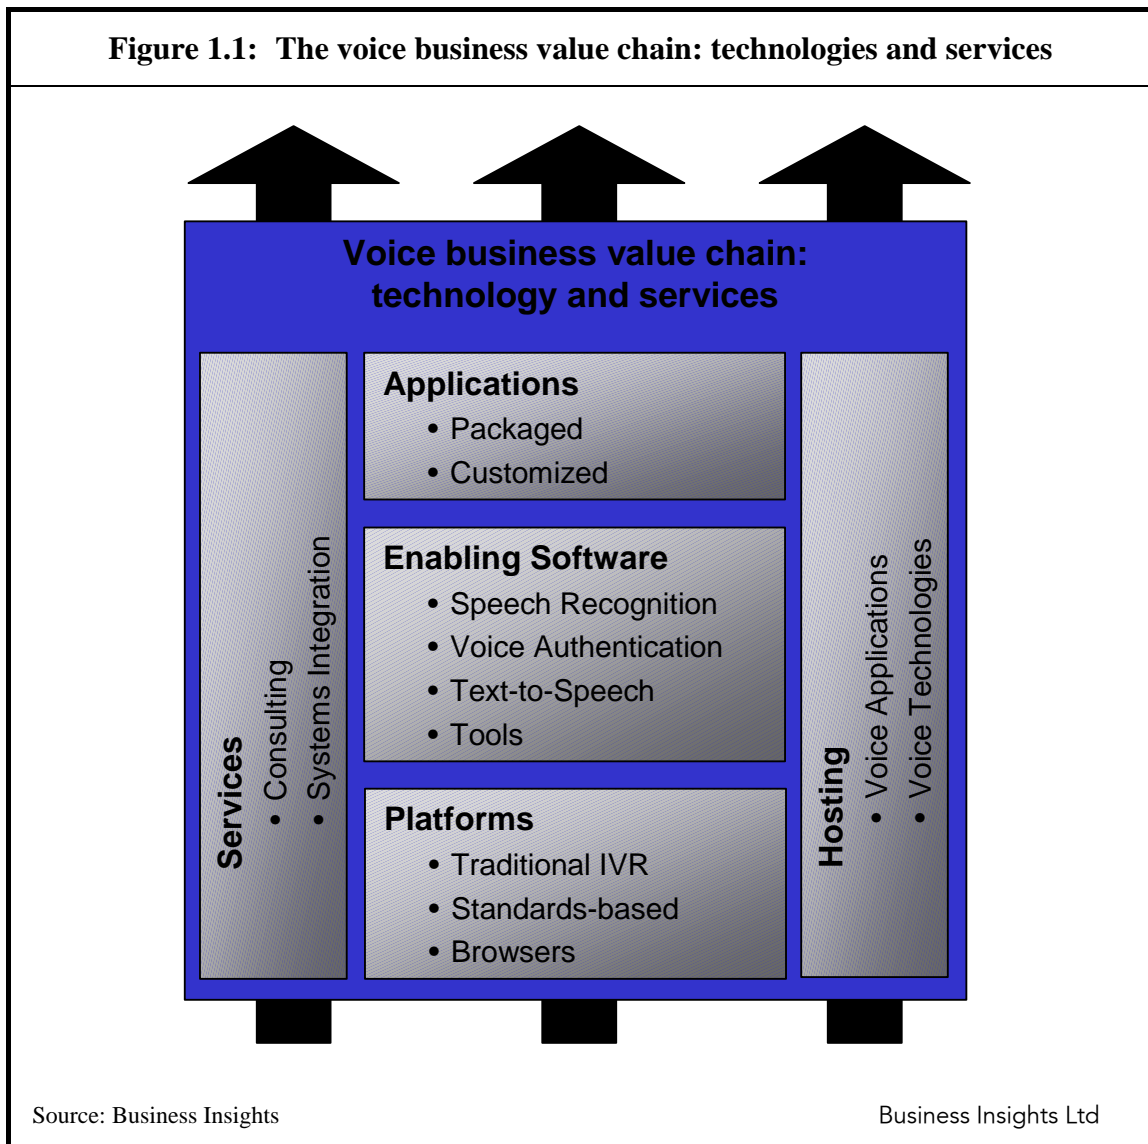 Figure 1.1: The voice business value chain: technologies and services
Voice business value chain:
technology and services
Services
• Consulting
• Systems Integration
Applications
• Packaged
• Customized
Enabling Software
• Speech Recognition
• Voice Authentication
• Text-to-Speech
• Tools
Platforms
• Traditional IVR
• Standards-based
• Browsers
Hosting
• Voice Applications
• Voice Technologies
Source: Business Insights
Business Insights Ltd